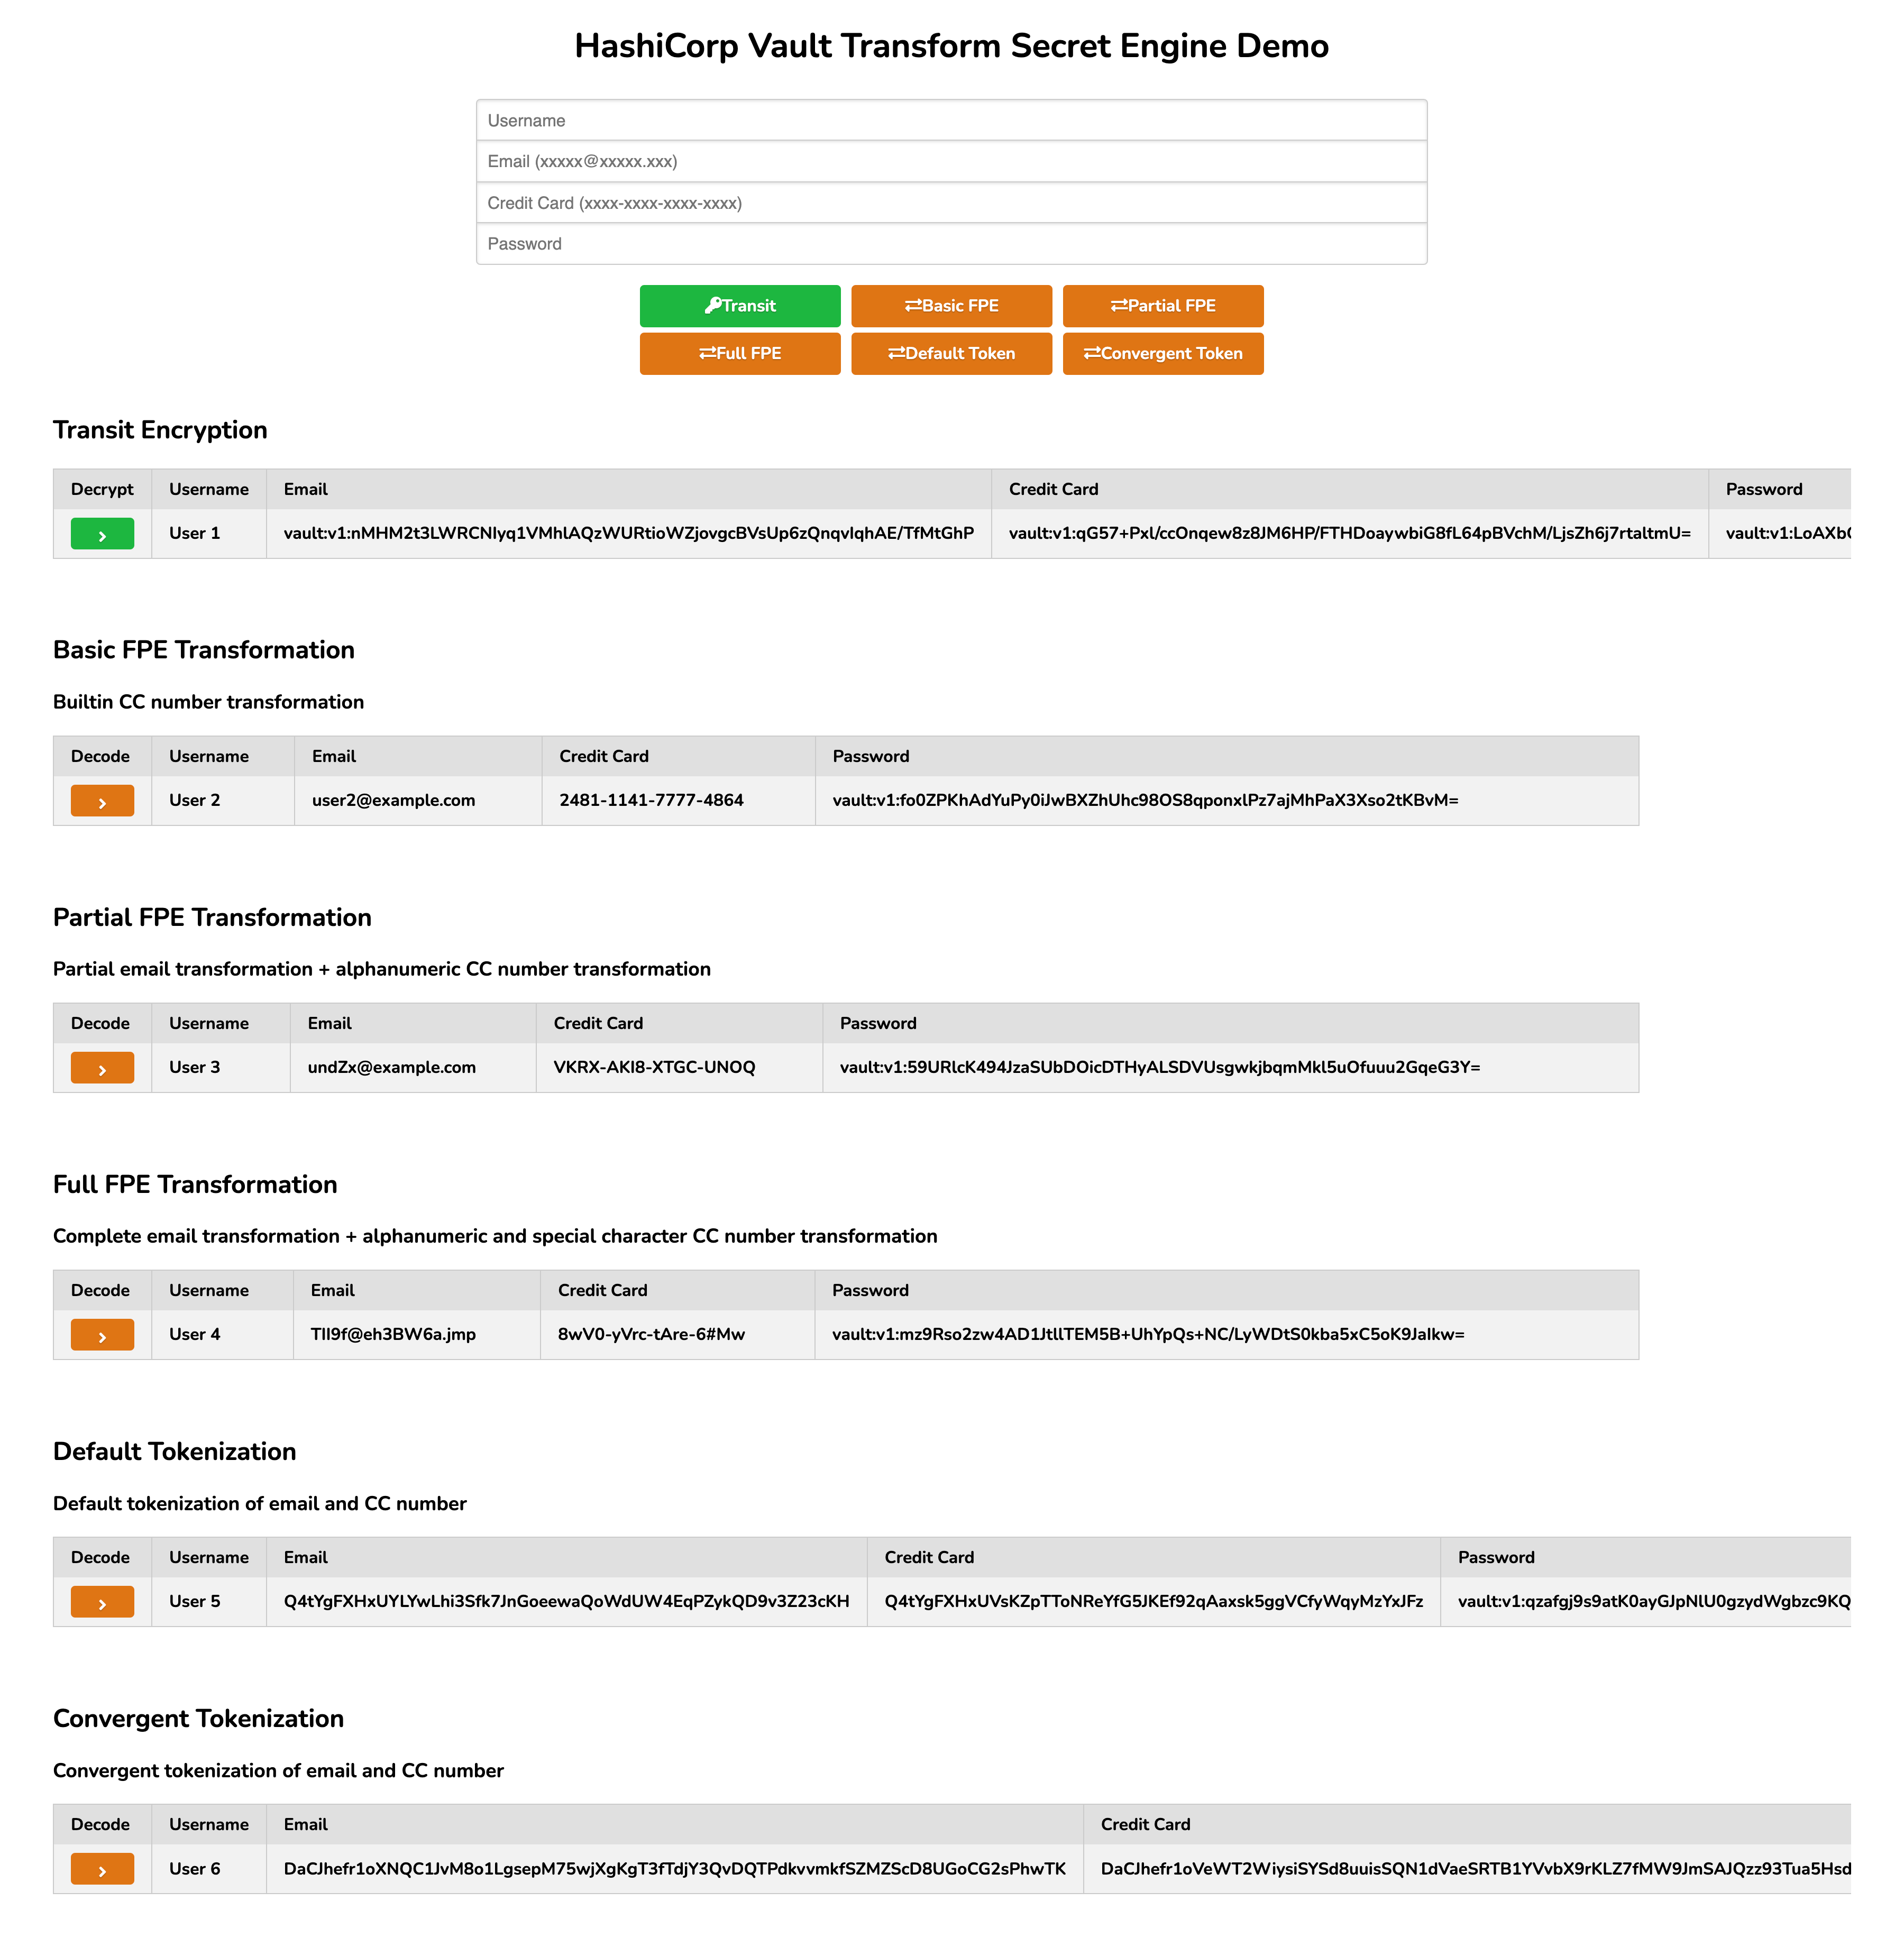 HashiCorp Vault Transform Secret Engine Demo
Username
Email (xxxxx@xxxxx.xxx)
Credit Card (xxxx-xxxx-xxxx-xxxx)
Password
Transit Basic FPE Partial FPE
Full FPE Default Token Convergent Token
Transit Encryption
Decrypt Username Email Credit Card Password
User 1 vault:v1:nMHM2t3LWRCNIyq1VMhlAQzWURtioWZjovgcBVsUp6zQnqvIqhAE/TfMtGhP vault:v1:qG57+Pxl/ccOnqew8z8JM6HP/FTHDoaywbiG8fL64pBVchM/LjsZh6j7rtaltmU= vault:v1:LoAXb
Basic FPE Transformation
Builtin CC number transformation
Decode Username Email Credit Card Password
User 2 user2@example.com 2481-1141-7777-4864 vault:v1:fo0ZPKhAdYuPy0iJwBXZhUhc98OS8qponxlPz7ajMhPaX3Xso2tKBvM=
Partial FPE Transformation
Partial email transformation + alphanumeric CC number transformation
Decode Username Email Credit Card Password
User 3 undZx@example.com VKRX-AKI8-XTGC-UNOQ vault:v1:59URlcK494JzaSUbDOicDTHyALSDVUsgwkjbqmMkl5uOfuuu2GqeG3Y=
Full FPE Transformation
Complete email transformation + alphanumeric and special character CC number transformation
Decode Username Email Credit Card Password
User 4 TII9f@eh3BW6a.jmp 8wV0-yVrc-tAre-6#Mw vault:v1:mz9Rso2zw4AD1JtllTEM5B+UhYpQs+NC/LyWDtS0kba5xC5oK9JaIkw=
Default Tokenization
Default tokenization of email and CC number
Decode Username Email Credit Card Password
User 5 Q4tYgFXHxUYLYwLhi3Sfk7JnGoeewaQoWdUW4EqPZykQD9v3Z23cKH Q4tYgFXHxUVsKZpTToNReYfG5JKEf92qAaxsk5ggVCfyWqyMzYxJFz vault:v1:qzafgj9s9atK0ayGJpNlU0gzydWgbzc9KQ
Convergent Tokenization
Convergent tokenization of email and CC number
Decode Username Email Credit Card
User 6 DaCJhefr1oXNQC1JvM8o1LgsepM75wjXgKgT3fTdjY3QvDQTPdkvvmkfSZMZScD8UGoCG2sPhwTK DaCJhefr1oVeWT2WiysiSYSd8uuisSQN1dVaeSRTB1YVvbX9rKLZ7fMW9JmSAJQzz93Tua5Hsd